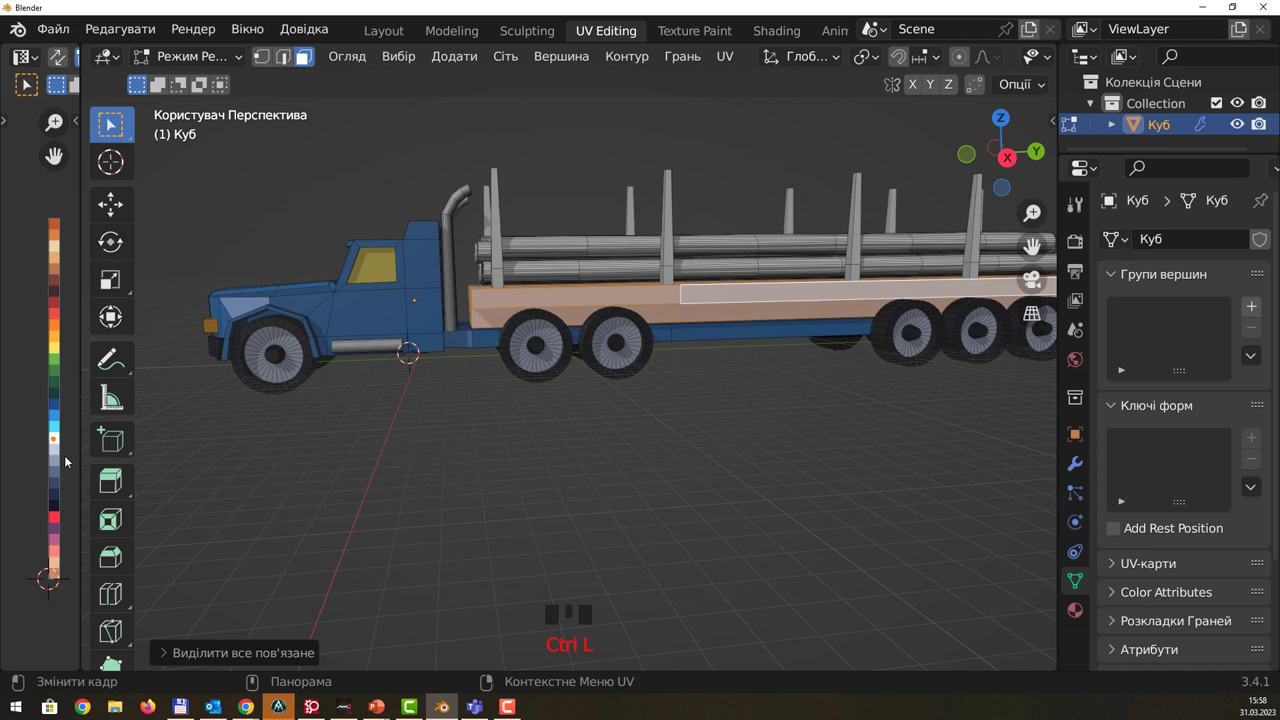 Blender
Файл Редагувати Рендер Вікно Довідка Layout Modeling Sculpting UV Editing Texture Paint Shading Anim Scene ViewLayer
Режим Ре... Огляд Вибір Додати Сіть Вершина Контур Грань UV Глоб...
X Y Z Опції
Користувач Перспектива
(1) Куб
Z
Y
X
Колекція Сцени
Collection
Куб
Куб Куб
Куб
Групи вершин
Ключі форм
Add Rest Position
UV-карти
Color Attributes
Розкладки Граней
Атрибути
Ctrl L
Виділити все пов'язане
Змінити кадр Панорама Контекстне Меню UV 3.4.1
15:58
31.03.2023